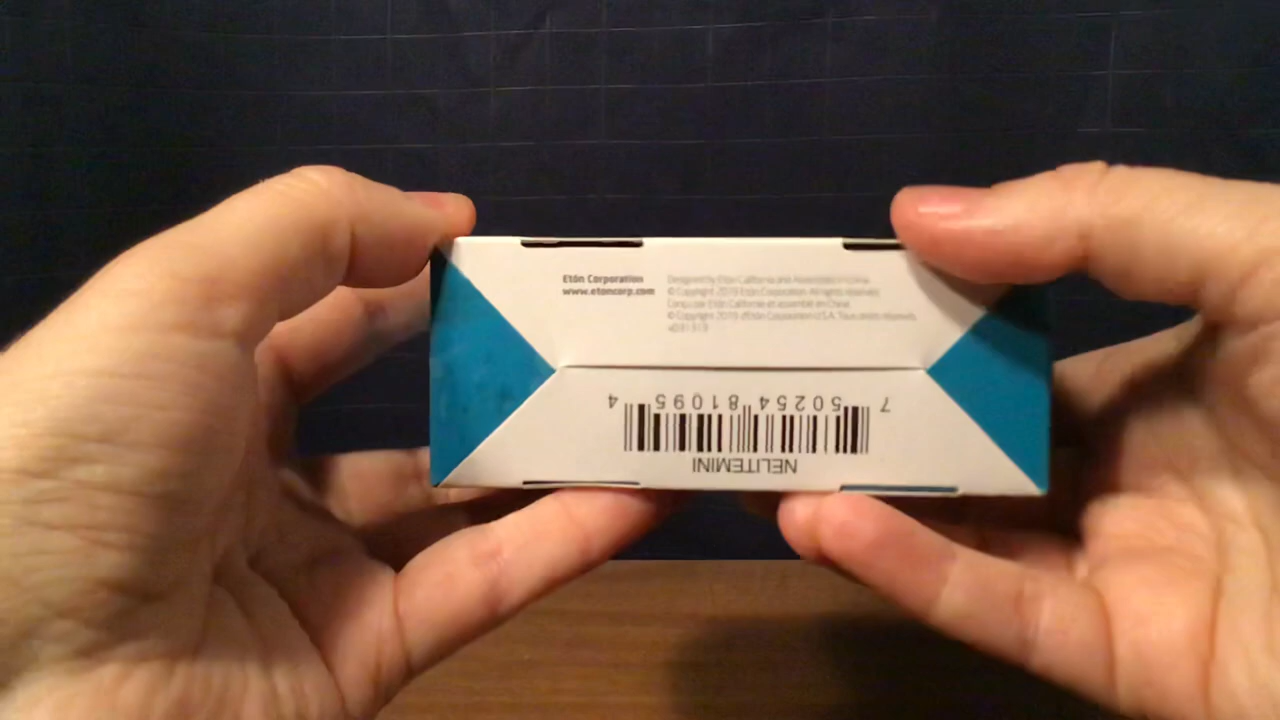 Etón Corporation
www.etoncorp.com
Designed by Etón California and Assembled in China.
© Copyright 2019 Etón Corporation. All rights reserved.
Conçu par Etón Californie et assemblé en Chine.
© Copyright 2019 d'Etón Corporation U.S.A. Tous droits réservés.
7 50254 81095 4
NELITEMINI